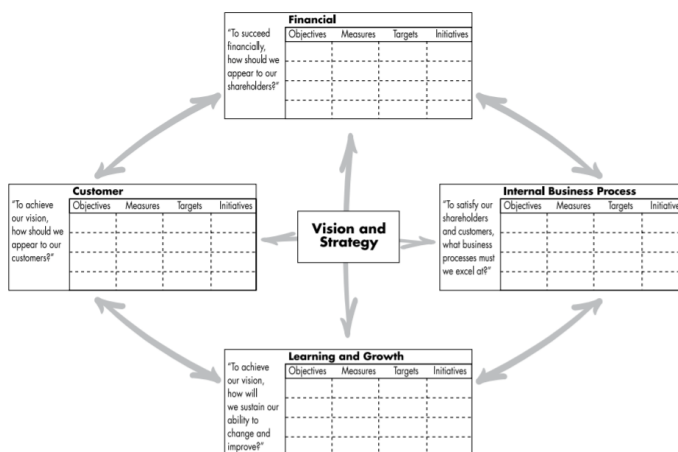 Financial
"To succeed
financially,
how should we
appear to our
shareholders?"
Objectives Measures Targets Initiatives
Customer
"To achieve
our vision,
how should we
appear to our
customers?"
Objectives Measures Targets Initiatives
Vision and
Strategy
Internal Business Process
"To satisfy our
shareholders
and customers,
what business
processes must
we excel at?"
Objectives Measures Targets Initiative
Learning and Growth
"To achieve
our vision,
how will
we sustain our
ability to
change and
improve?"
Objectives Measures Targets Initiatives